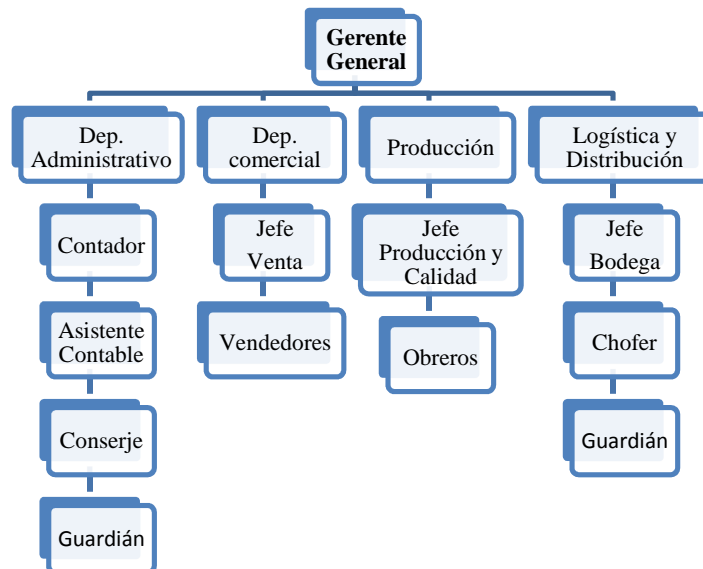 Gerente
General
Dep.
Administrativo
Contador
Asistente
Contable
Conserje
Guardián
Dep.
comercial
Jefe
Venta
Vendedores
Producción
Jefe
Producción y
Calidad
Obreros
Logística y
Distribución
Jefe
Bodega
Chofer
Guardián